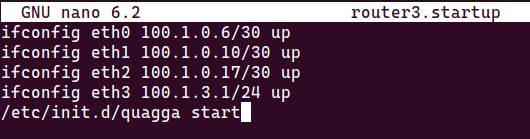 GNU nano 6.2 router3.startup
ifconfig eth0 100.1.0.6/30 up
ifconfig eth1 100.1.0.10/30 up
ifconfig eth2 100.1.0.17/30 up
ifconfig eth3 100.1.3.1/24 up
/etc/init.d/quagga start